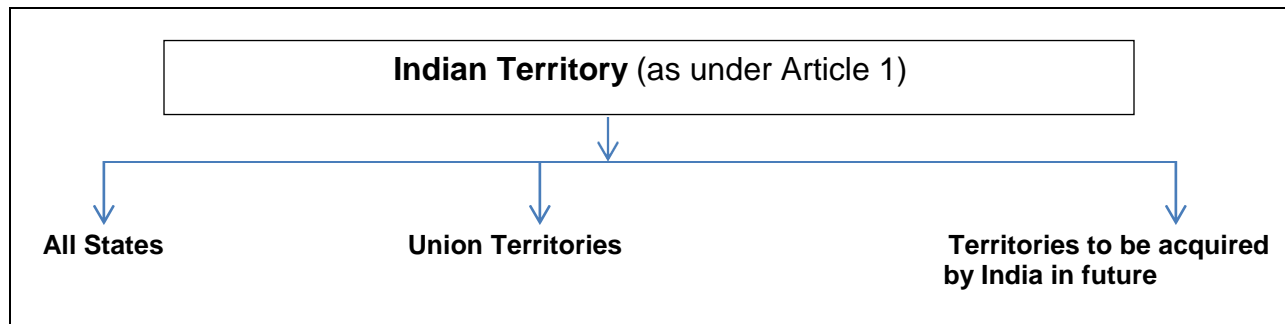 Indian Territory (as under Article 1)
All States
Union Territories
Territories to be acquired
by India in future